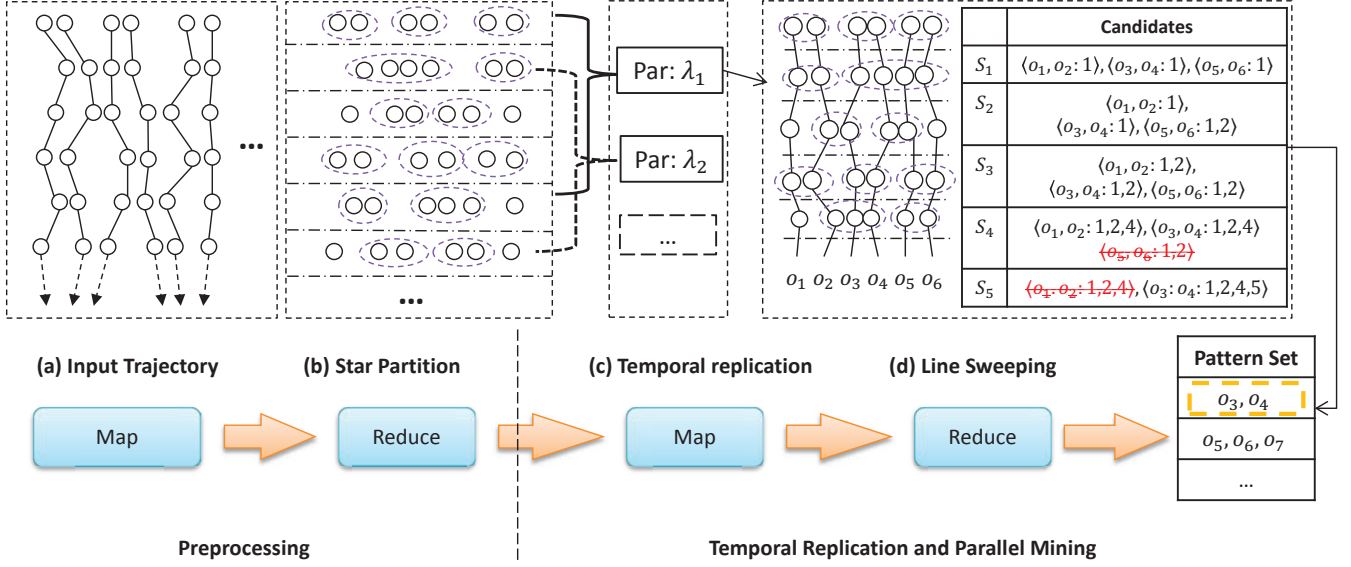 ...
...
Par: λ₁
Par: λ₂
...
o₁ o₂ o₃ o₄ o₅ o₆
Candidates
S₁ ⟨o₁, o₂: 1⟩, ⟨o₃, o₄: 1⟩, ⟨o₅, o₆: 1⟩
S₂ ⟨o₁, o₂: 1⟩,
⟨o₃, o₄: 1⟩, ⟨o₅, o₆: 1,2⟩
S₃ ⟨o₁, o₂: 1,2⟩,
⟨o₃, o₄: 1,2⟩, ⟨o₅, o₆: 1,2⟩
S₄ ⟨o₁, o₂: 1,2,4⟩, ⟨o₃, o₄: 1,2,4⟩
⟨o₅, o₆: 1,2⟩
S₅ ⟨o₁. o₂: 1,2,4⟩, ⟨o₃: o₄: 1,2,4,5⟩
(a) Input Trajectory
(b) Star Partition
(c) Temporal replication
(d) Line Sweeping
Map
Reduce
Map
Reduce
Pattern Set
o₃, o₄
o₅, o₆, o₇
...
Preprocessing
Temporal Replication and Parallel Mining